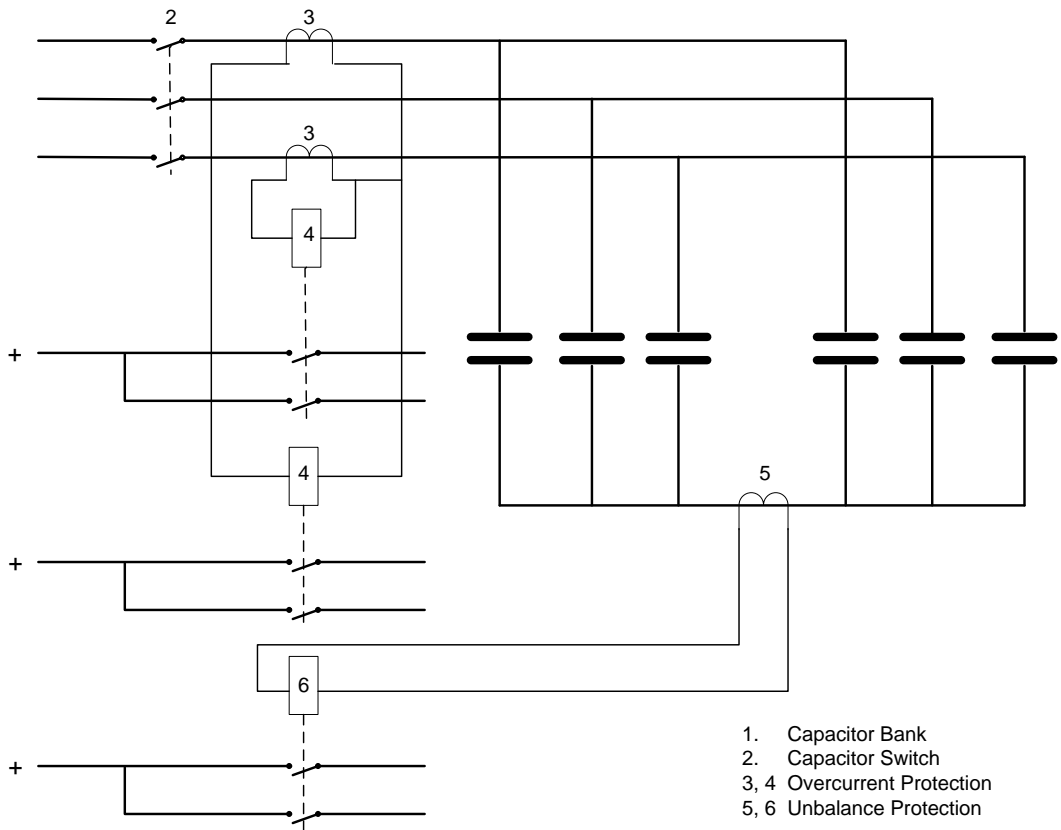 2
3
3
4
+
4
5
+
6
1. Capacitor Bank
2. Capacitor Switch
3, 4 Overcurrent Protection
5, 6 Unbalance Protection
+